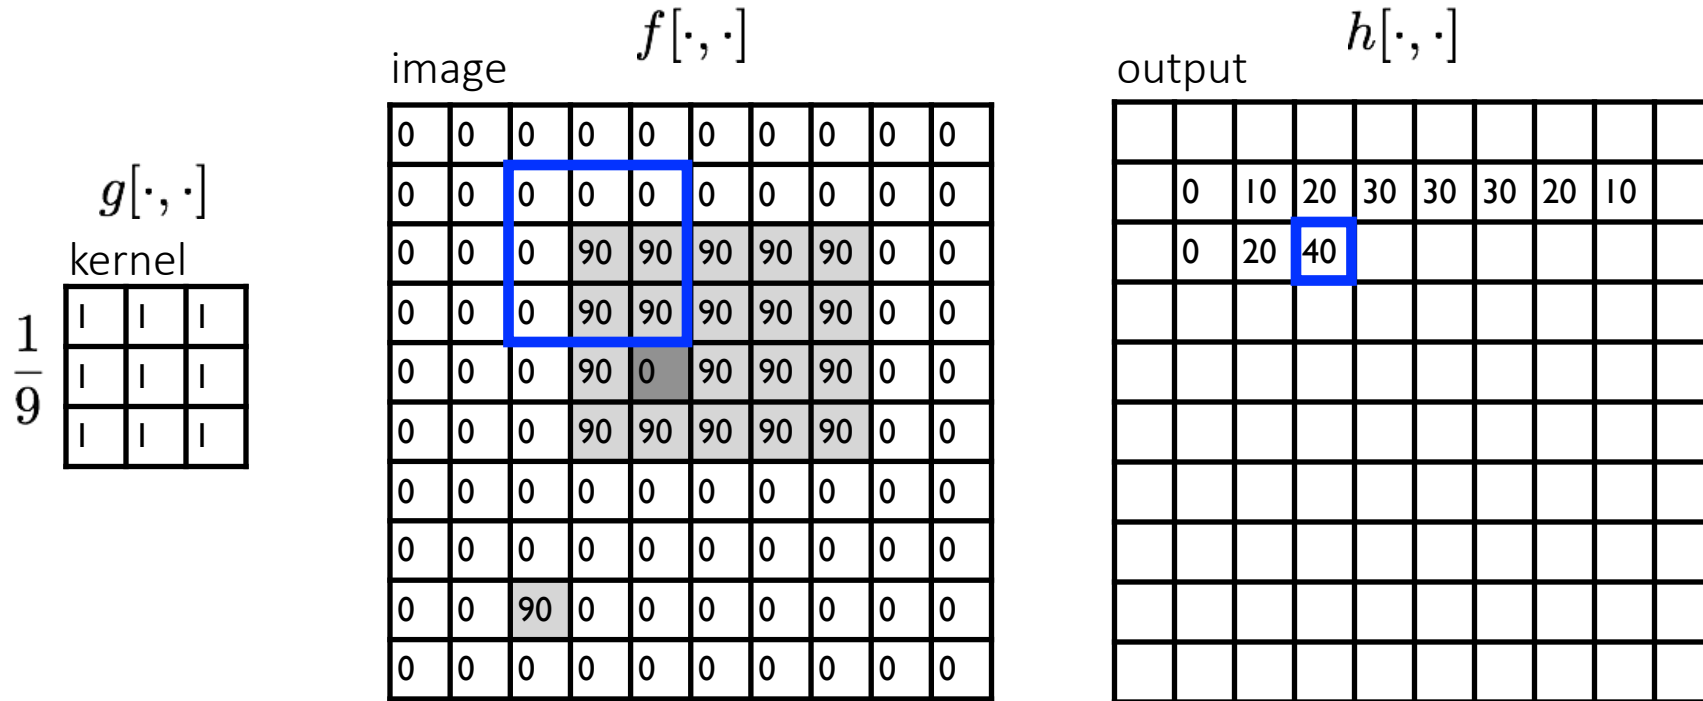 f[·, ·]
h[·, ·]
image
output
g[·, ·]
kernel
1/9
1 1 1
1 1 1
1 1 1
0 0 0 0 0 0 0 0 0 0
0 0 0 0 0 0 0 0 0 0
0 0 0 90 90 90 90 90 0 0
0 0 0 90 90 90 90 90 0 0
0 0 0 90 0 90 90 90 0 0
0 0 0 90 90 90 90 90 0 0
0 0 0 0 0 0 0 0 0 0
0 0 0 0 0 0 0 0 0 0
0 0 90 0 0 0 0 0 0 0
0 0 0 0 0 0 0 0 0 0
0 10 20 30 30 30 20 10
0 20 40